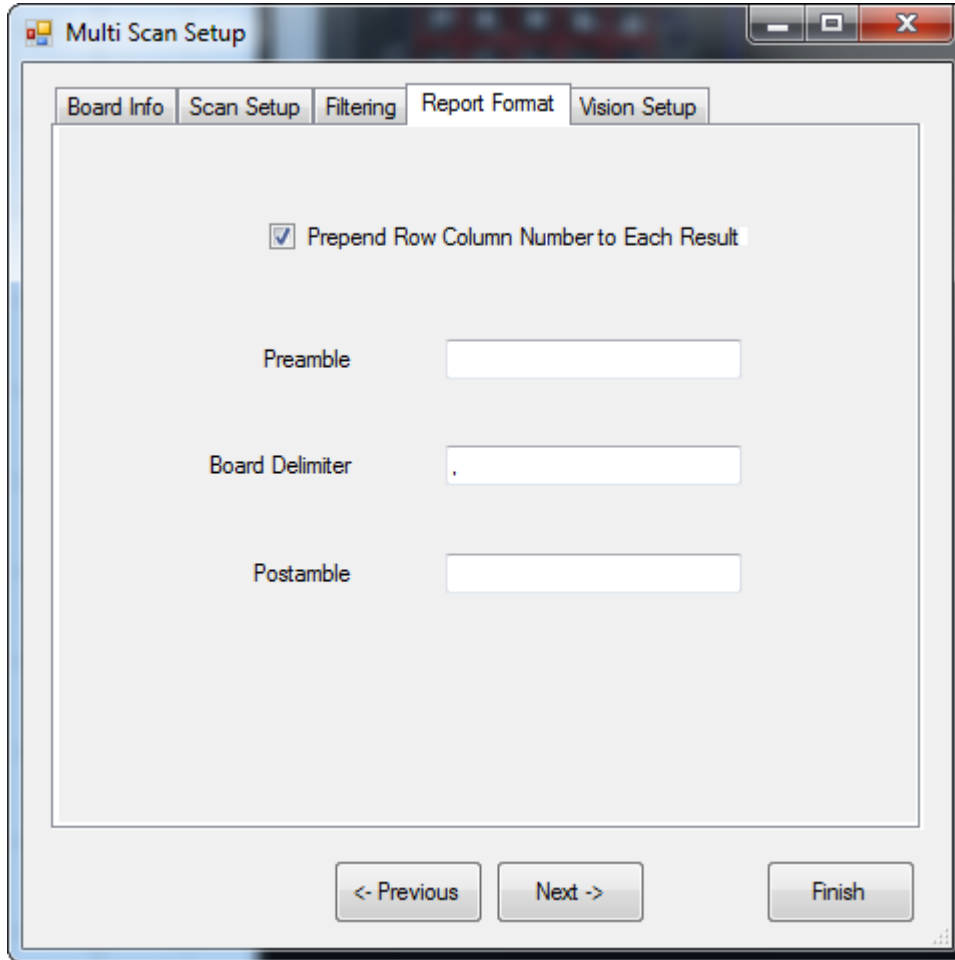 Multi Scan Setup
Board Info Scan Setup Filtering Report Format Vision Setup
Prepend Row Column Number to Each Result
Preamble
Board Delimiter ,
Postamble
<- Previous Next -> Finish